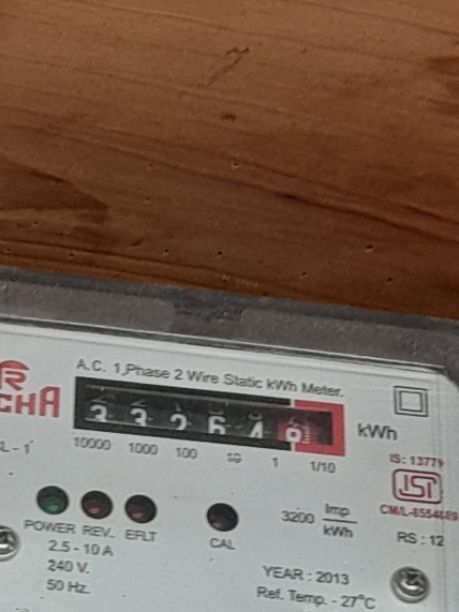 A.C. 1,Phase 2 Wire Static kWh Meter.
CHA
3 3 2 6 4
kWh
10000 1000 100 10 1 1/10
IS: 13779
ISI
3200 Imp/kWh
RS : 12
POWER REV. EFLT CAL
2.5 - 10 A
240 V.
50 Hz.
YEAR : 2013
Ref. Temp. - 27°C